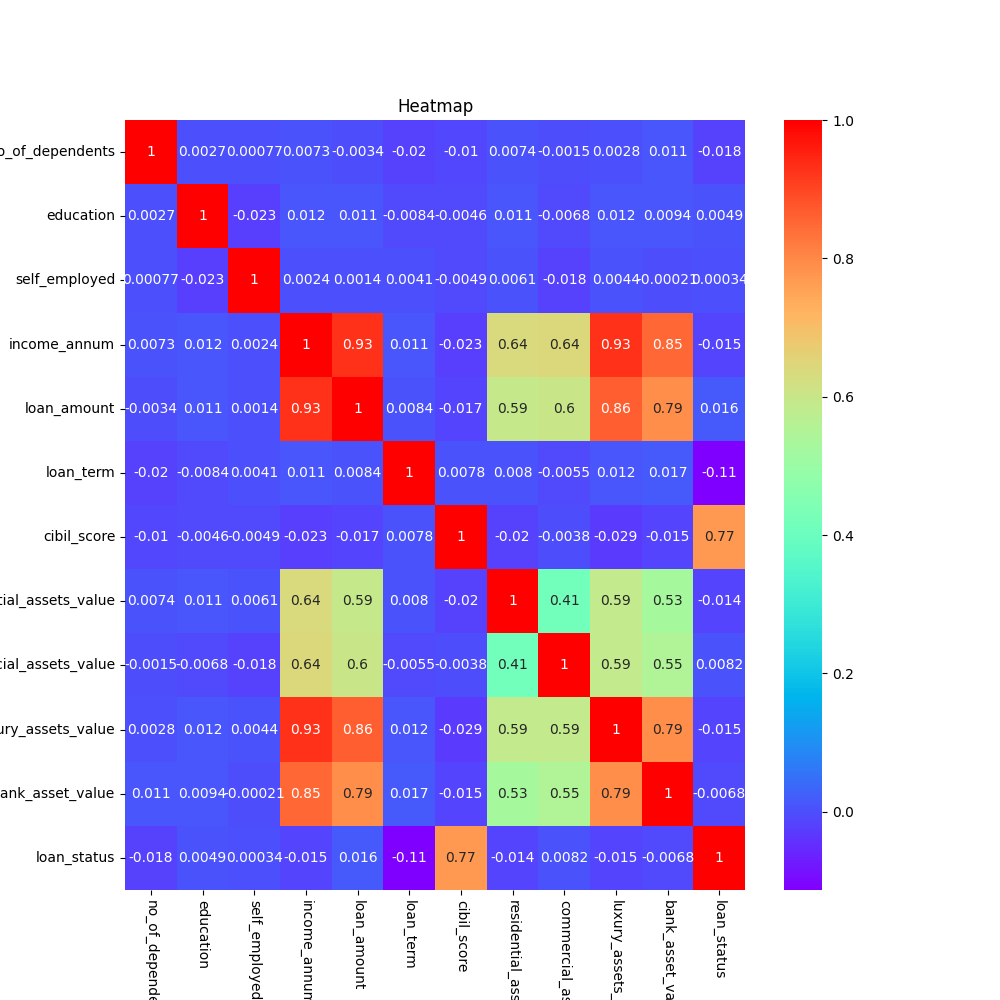 Heatmap
o_of_dependents 1 0.0027 0.00077 0.0073 -0.0034 -0.02 -0.01 0.0074 -0.0015 0.0028 0.011 -0.018
education 0.0027 1 -0.023 0.012 0.011 -0.0084 -0.0046 0.011 -0.0068 0.012 0.0094 0.0049
self_employed 0.00077 -0.023 1 0.0024 0.0014 0.0041 -0.0049 0.0061 -0.018 0.0044 -0.00021 0.00034
income_annum 0.0073 0.012 0.0024 1 0.93 0.011 -0.023 0.64 0.64 0.93 0.85 -0.015
loan_amount -0.0034 0.011 0.0014 0.93 1 0.0084 -0.017 0.59 0.6 0.86 0.79 0.016
loan_term -0.02 -0.0084 0.0041 0.011 0.0084 1 0.0078 0.008 -0.0055 0.012 0.017 -0.11
cibil_score -0.01 -0.0046 -0.0049 -0.023 -0.017 0.0078 1 -0.02 -0.0038 -0.029 -0.015 0.77
tial_assets_value 0.0074 0.011 0.0061 0.64 0.59 0.008 -0.02 1 0.41 0.59 0.53 -0.014
cial_assets_value -0.0015 -0.0068 -0.018 0.64 0.6 -0.0055 -0.0038 0.41 1 0.59 0.55 0.0082
ury_assets_value 0.0028 0.012 0.0044 0.93 0.86 0.012 -0.029 0.59 0.59 1 0.79 -0.015
ank_asset_value 0.011 0.0094 -0.00021 0.85 0.79 0.017 -0.015 0.53 0.55 0.79 1 -0.0068
loan_status -0.018 0.0049 0.00034 -0.015 0.016 -0.11 0.77 -0.014 0.0082 -0.015 -0.0068 1
no_of_depende
education
self_employed
income_annum
loan_amount
loan_term
cibil_score
residential_ass
commercial_as
luxury_assets_
bank_asset_va
loan_status
1.0
0.8
0.6
0.4
0.2
0.0